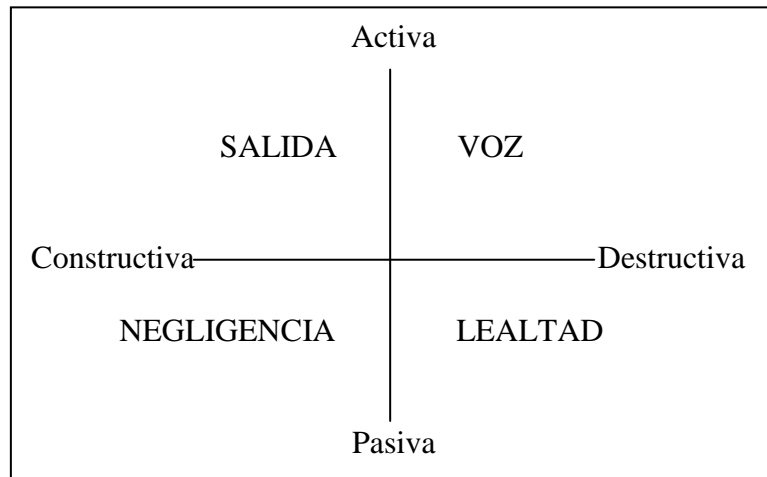 Activa
SALIDA VOZ
Constructiva Destructiva
NEGLIGENCIA LEALTAD
Pasiva